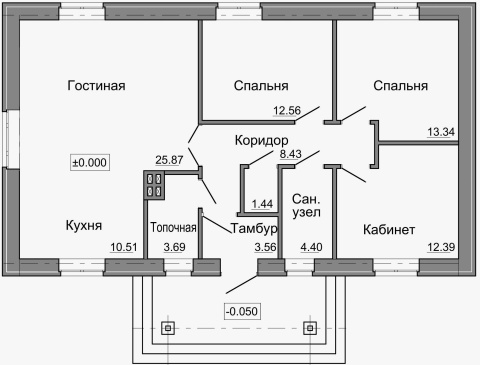 Гостиная
Спальня
Спальня
12.56
13.34
Коридор
±0.000
25.87
8.43
1.44
Сан.
узел
Кухня
Топочная
Тамбур
Кабинет
10.51
3.69
3.56
4.40
12.39
-0.050